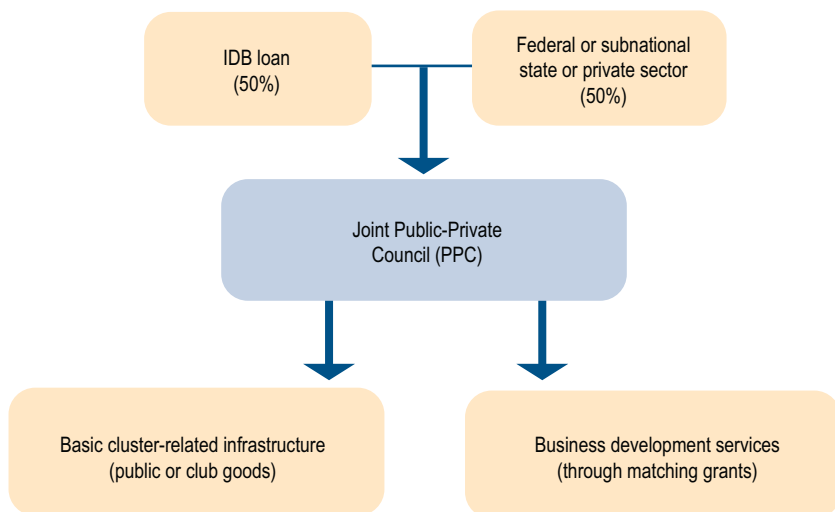 IDB loan
(50%)
Federal or subnational
state or private sector
(50%)
Joint Public-Private
Council (PPC)
Basic cluster-related infrastructure
(public or club goods)
Business development services
(through matching grants)